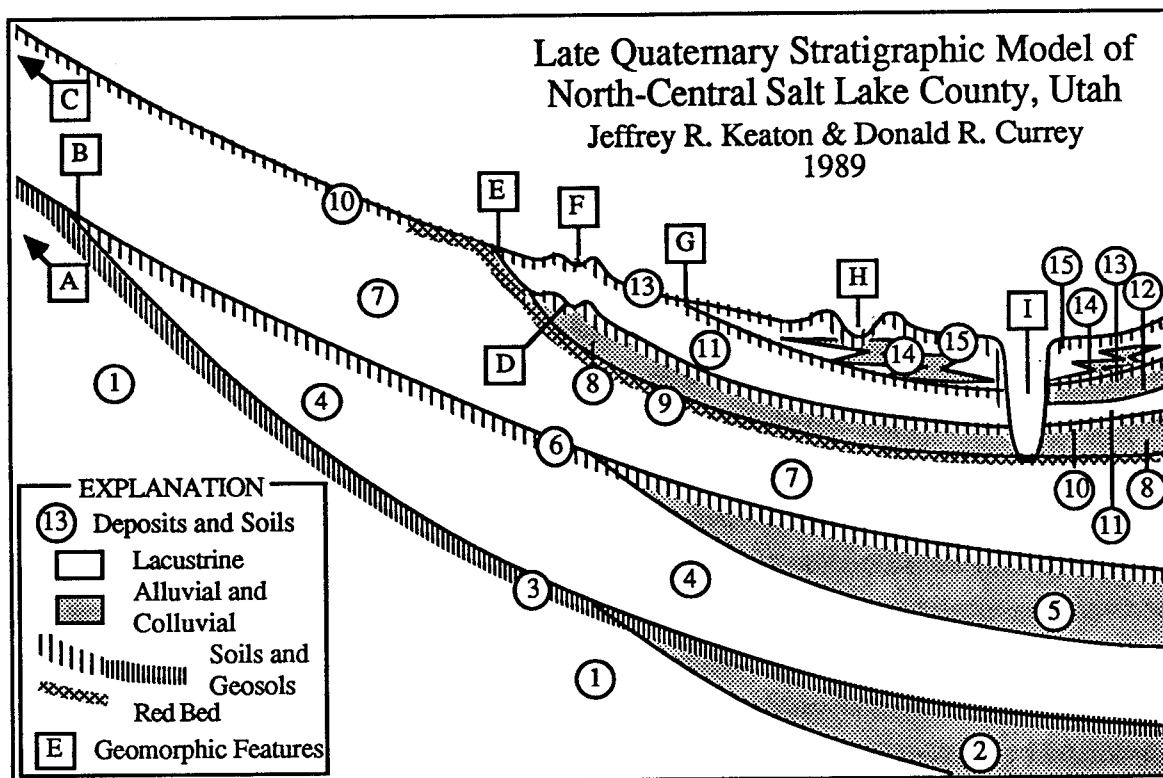 Late Quaternary Stratigraphic Model of
North-Central Salt Lake County, Utah
Jeffrey R. Keaton & Donald R. Currey
1989
C
B
A
10
E
F
G
H
I
13
15
13
12
14
7
1
4
D
8
9
11
14
15
6
7
10
8
11
3
4
5
1
2
EXPLANATION
13 Deposits and Soils
Lacustrine
Alluvial and
Colluvial
Soils and
Geosols
Red Bed
E Geomorphic Features